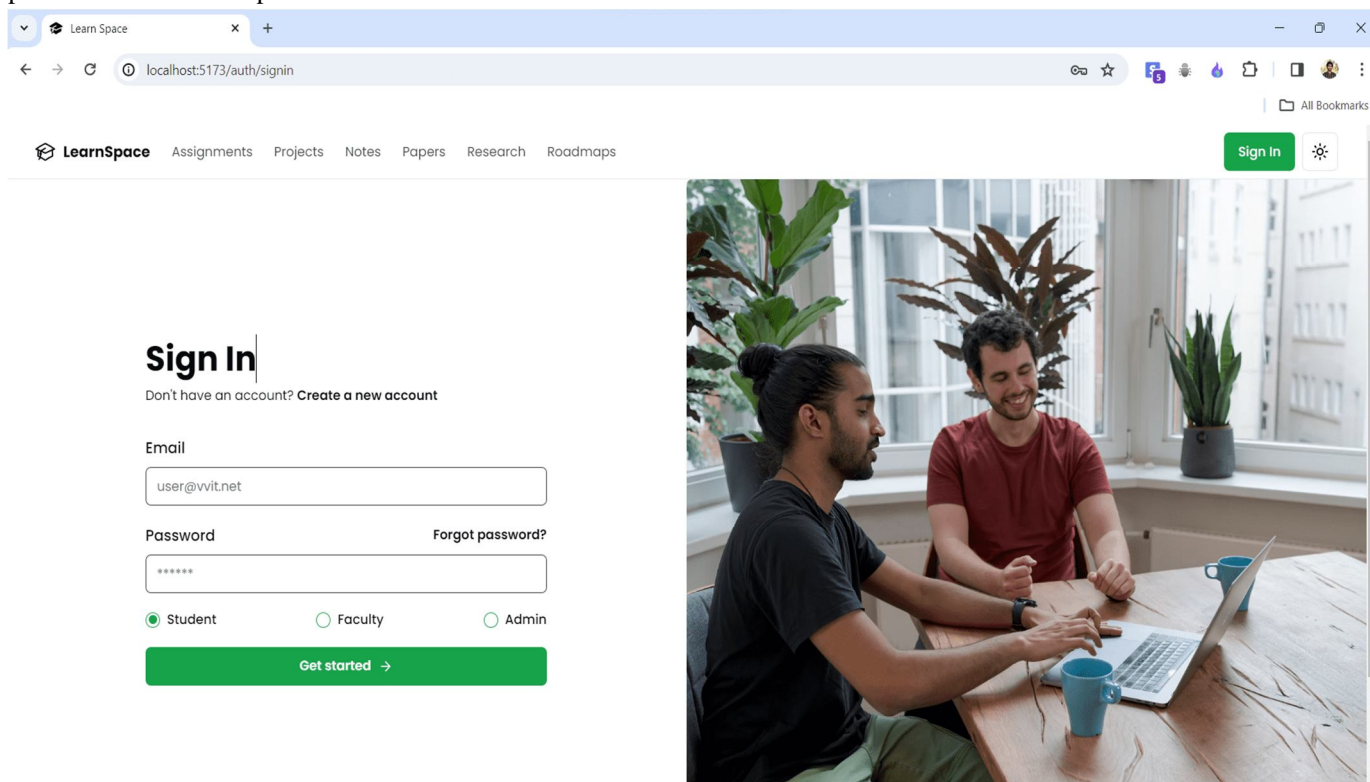 Learn Space
localhost:5173/auth/signin
5
All Bookmarks
LearnSpace Assignments Projects Notes Papers Research Roadmaps Sign In
Sign In
Don't have an account? Create a new account
Email
user@vvit.net
Password Forgot password?
******
Student Faculty Admin
Get started →